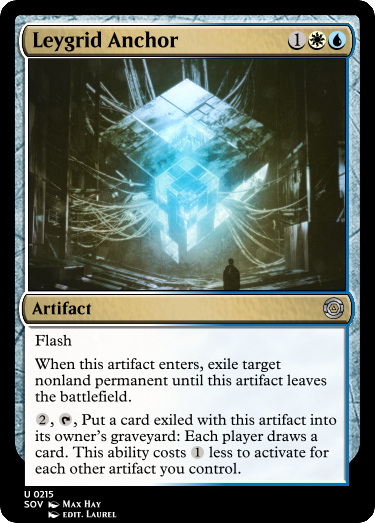 Leygrid Anchor 1
Artifact
Flash
When this artifact enters, exile target
nonland permanent until this artifact leaves
the battlefield.
2, , Put a card exiled with this artifact into
its owner's graveyard: Each player draws a
card. This ability costs 1 less to activate for
each other artifact you control.
U 0215
SOV Max Hay
edit. Laurel